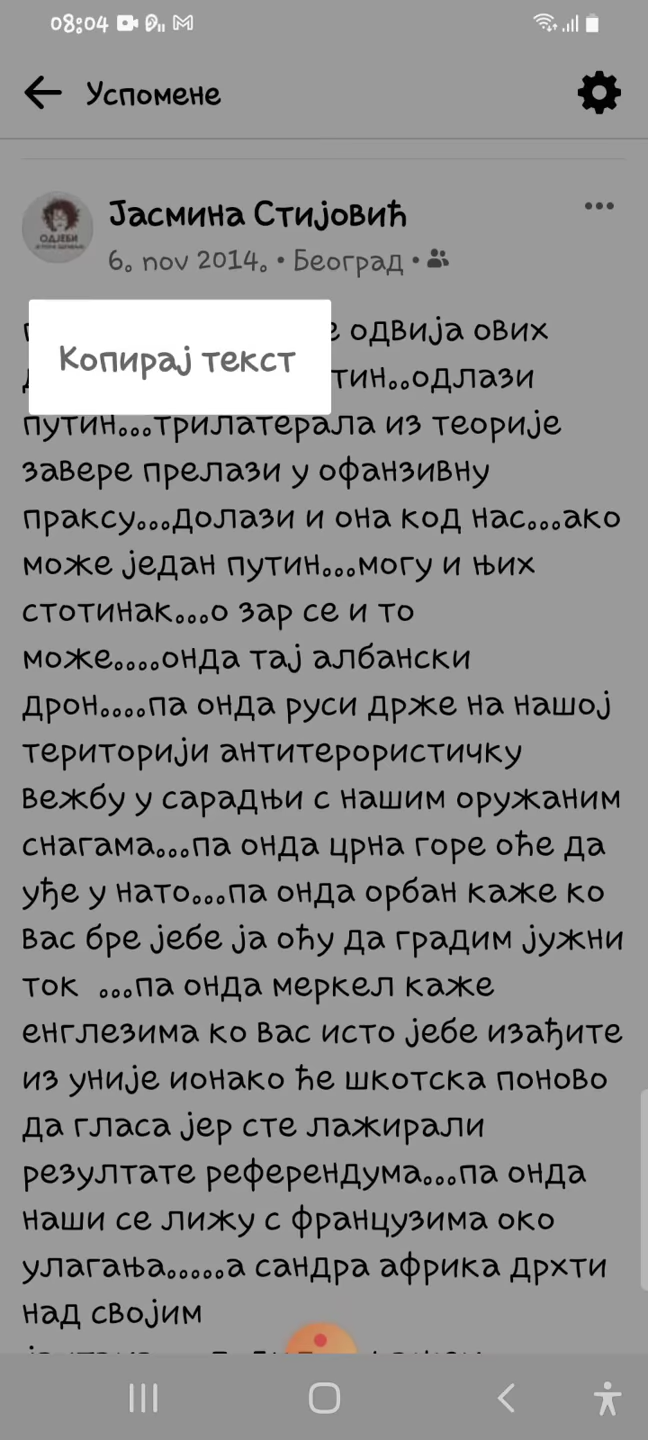 08:04
Успомене
Јасмина Стијовић
6. nov 2014. • Београд •
Копирај текст
одвија ових
тин..одлази
путин...трилатерала из теорије
завере прелази у офанзивну
праксу...долази и она код нас...ако
може један путин...могу и њих
стотинак...о зар се и то
може....онда тај албански
дрон....па онда руси држе на нашој
територији антитерористичку
вежбу у сарадњи с нашим оружаним
снагама...па онда црна горе оће да
уђе у нато...па онда орбан каже ко
вас бре јебе ја оћу да градим јужни
ток ...па онда меркел каже
енглезима ко вас исто јебе изађите
из уније ионако ће шкотска поново
да гласа јер сте лажирали
резултате референдума...па онда
наши се лижу с французима око
улагања.....а сандра африка дрхти
над својим